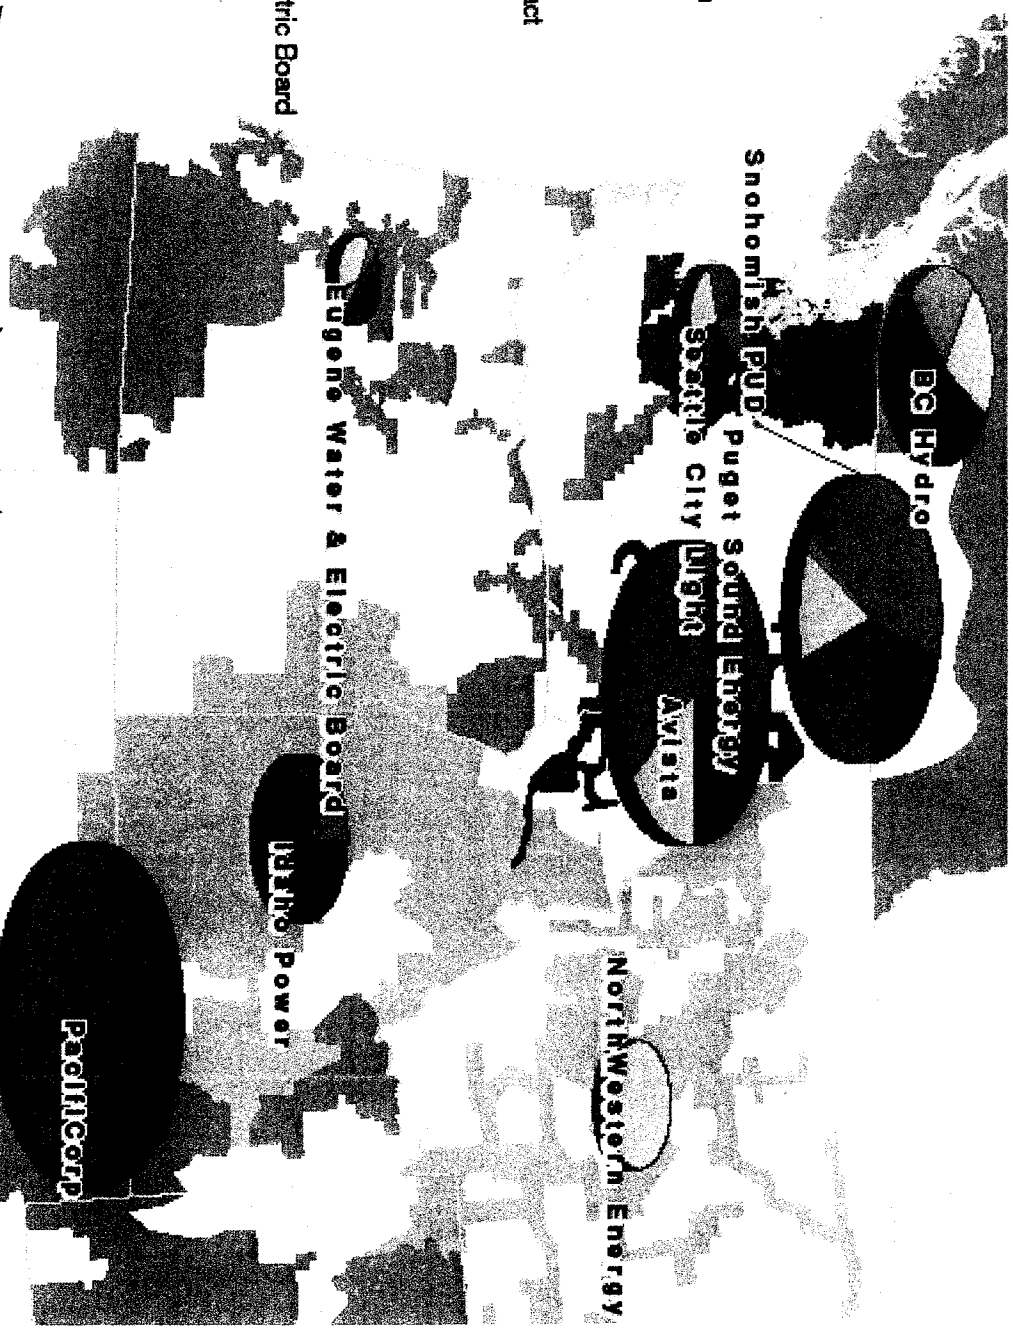 BC Hydro
Snohomish PUD
Puget Sound Energy
Seattle City Light
Avista
NorthWestern Energy
Eugene Water & Electric Board
Idaho Power
PacifiCorp
tric Board